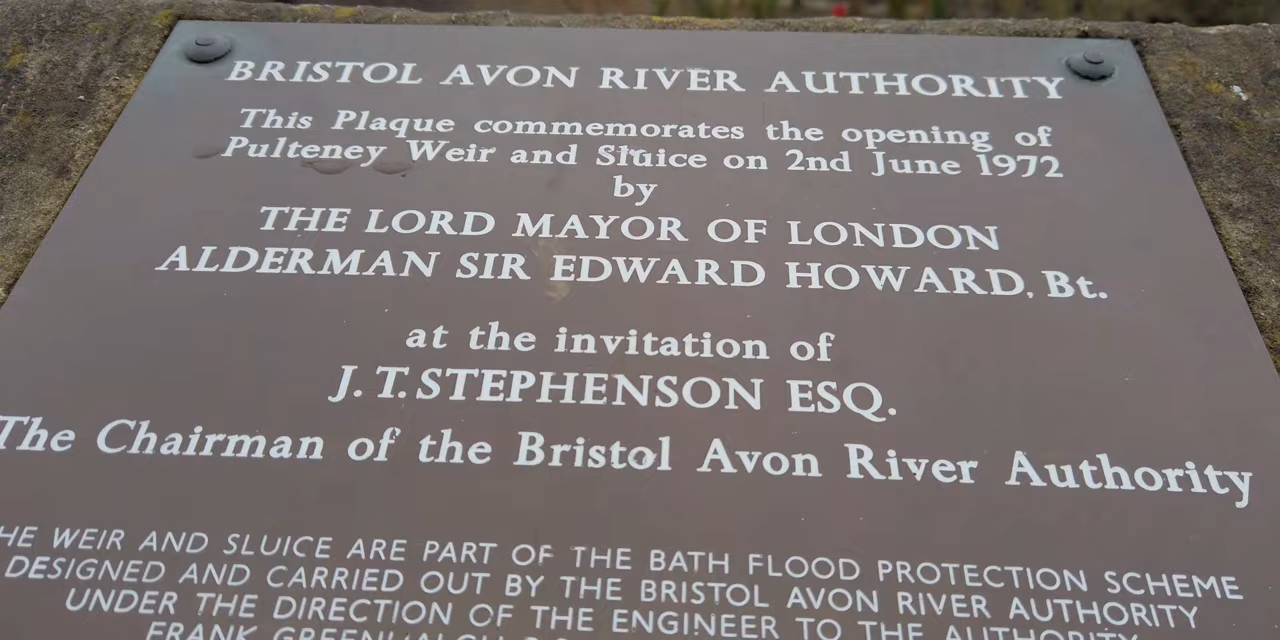 BRISTOL AVON RIVER AUTHORITY
This Plaque commemorates the opening of
Pulteney Weir and Sluice on 2nd June 1972
by
THE LORD MAYOR OF LONDON
ALDERMAN SIR EDWARD HOWARD, Bt.
at the invitation of
J. T. STEPHENSON ESQ.
The Chairman of the Bristol Avon River Authority
HE WEIR AND SLUICE ARE PART OF THE BATH FLOOD PROTECTION SCHEME
DESIGNED AND CARRIED OUT BY THE BRISTOL AVON RIVER AUTHORITY
UNDER THE DIRECTION OF THE ENGINEER TO THE AUTHORITY
FRANK